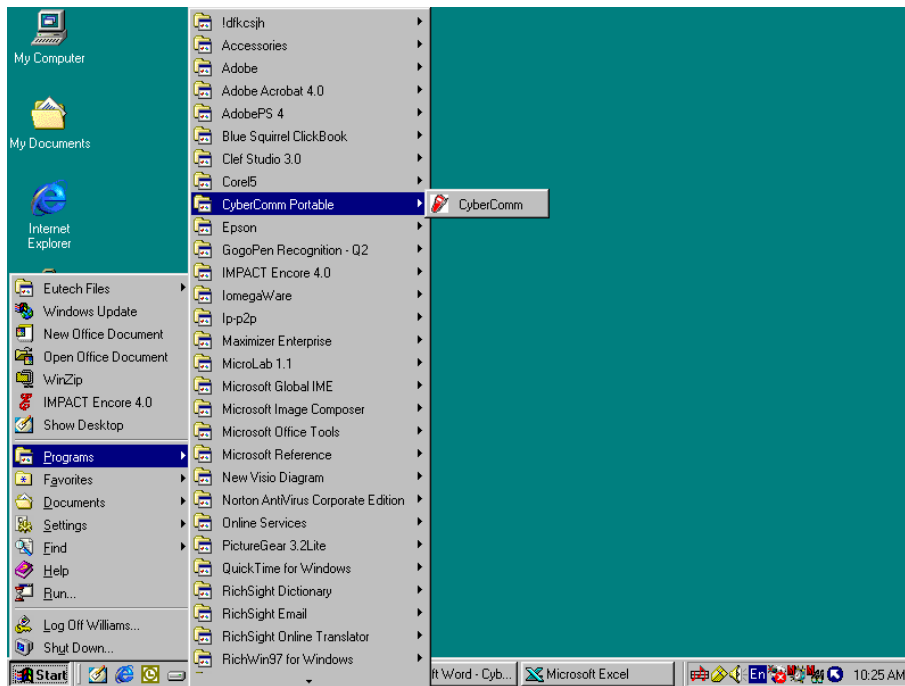 My Computer
My Documents
Internet
Explorer
Eutech Files
Windows Update
New Office Document
Open Office Document
WinZip
IMPACT Encore 4.0
Show Desktop
Programs
Favorites
Documents
Settings
Find
Help
Run...
Log Off Williams...
Shut Down...
!dfkcsjh
Accessories
Adobe
Adobe Acrobat 4.0
AdobePS 4
Blue Squirrel ClickBook
Clef Studio 3.0
Corel5
CyberComm Portable
Epson
GogoPen Recognition - Q2
IMPACT Encore 4.0
IomegaWare
Ip-p2p
Maximizer Enterprise
MicroLab 1.1
Microsoft Global IME
Microsoft Image Composer
Microsoft Office Tools
Microsoft Reference
New Visio Diagram
Norton AntiVirus Corporate Edition
Online Services
PictureGear 3.2Lite
QuickTime for Windows
RichSight Dictionary
RichSight Email
RichSight Online Translator
RichWin97 for Windows
CyberComm
Start
ft Word - Cyb...
Microsoft Excel
En
10:25 AM